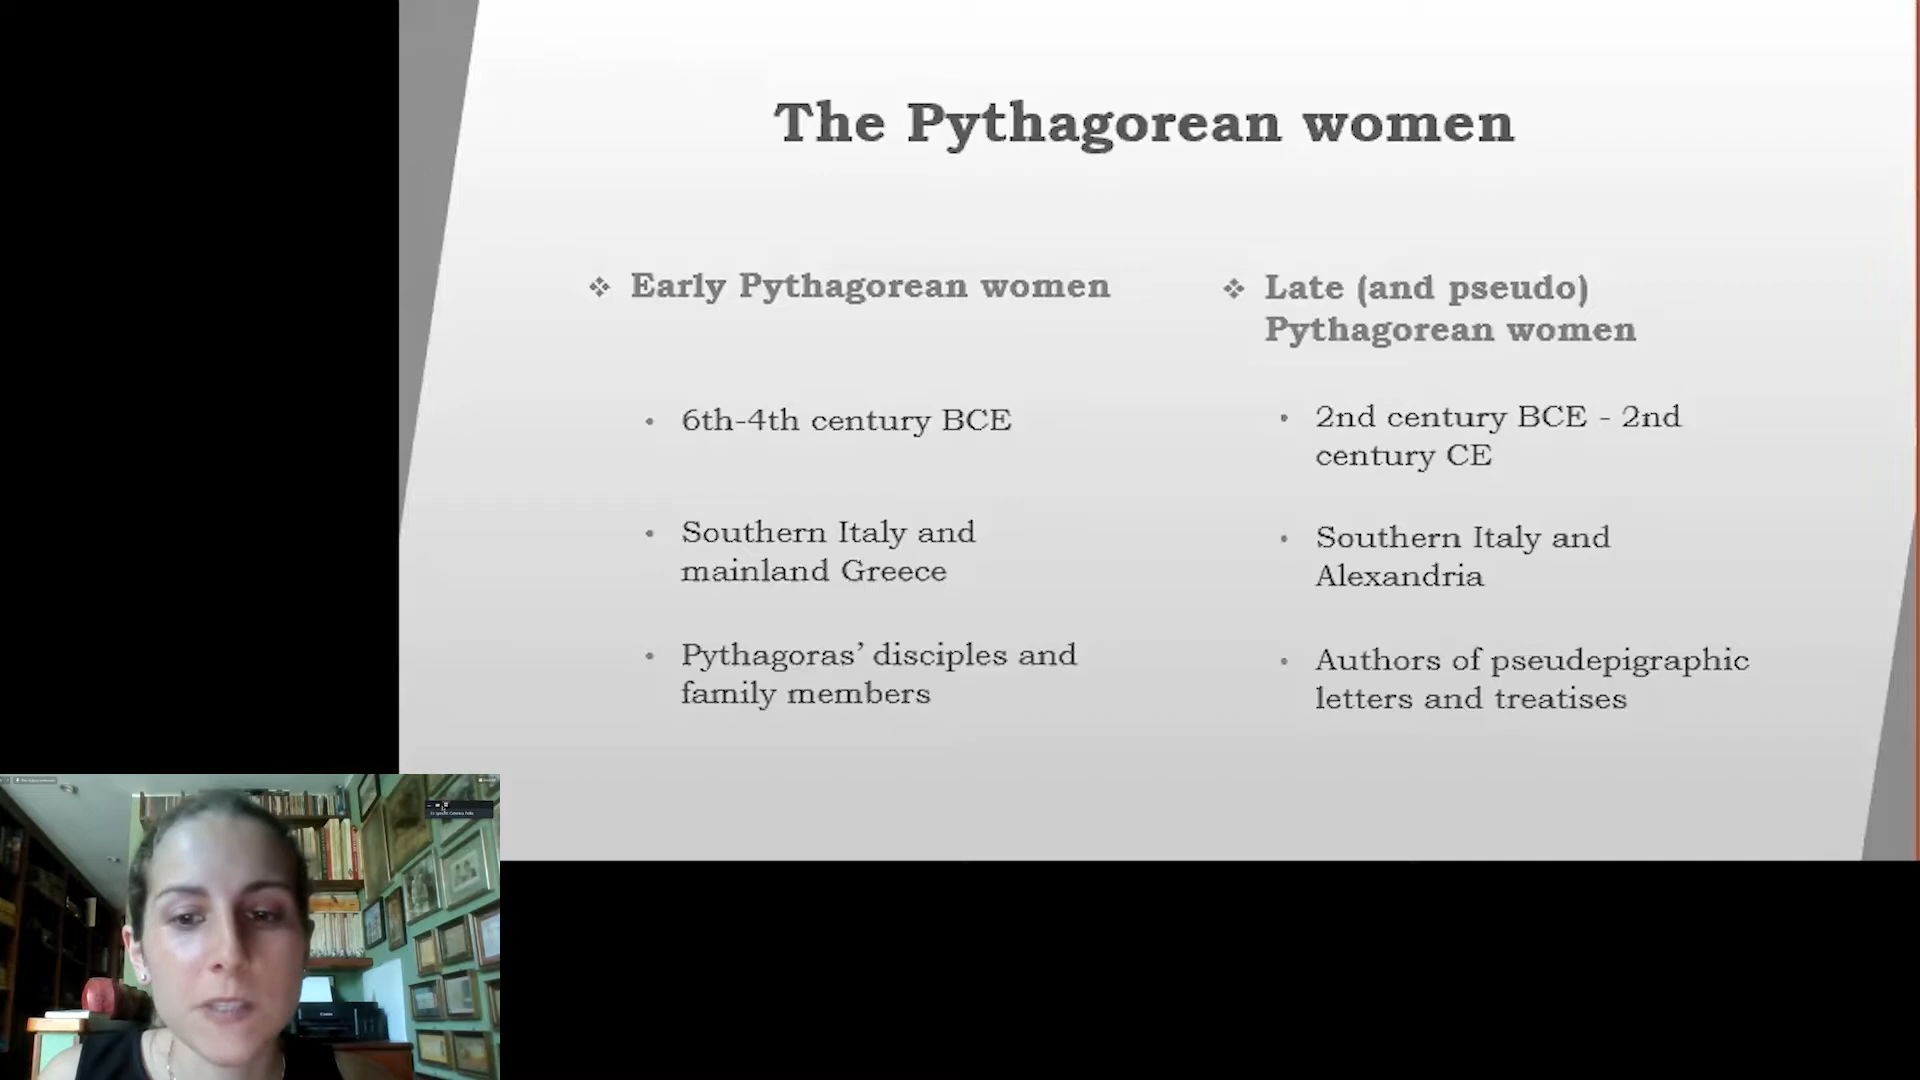 The Pythagorean women
❖ Early Pythagorean women
• 6th-4th century BCE
• Southern Italy and
mainland Greece
• Pythagoras’ disciples and
family members
❖ Late (and pseudo)
Pythagorean women
• 2nd century BCE - 2nd
century CE
• Southern Italy and
Alexandria
• Authors of pseudepigraphic
letters and treatises
Canon